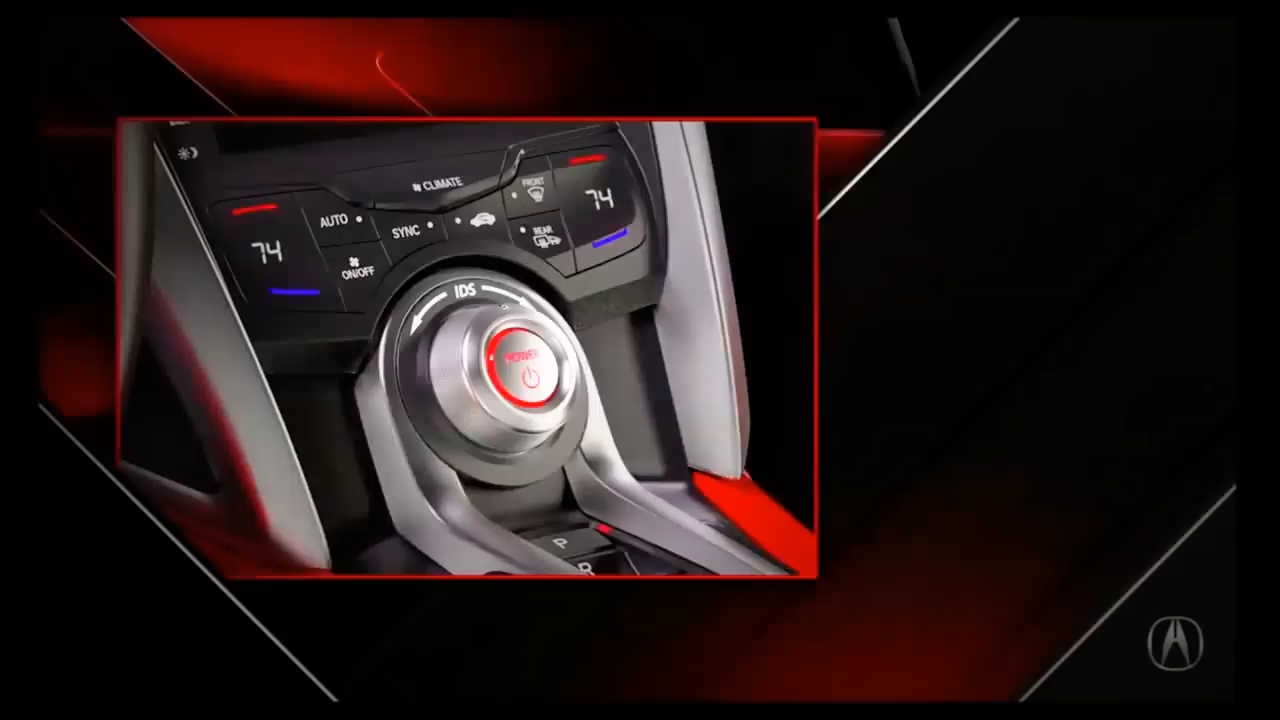 CLIMATE
FRONT
74
AUTO
SYNC
REAR
74
ON/OFF
IDS
POWER
P
R